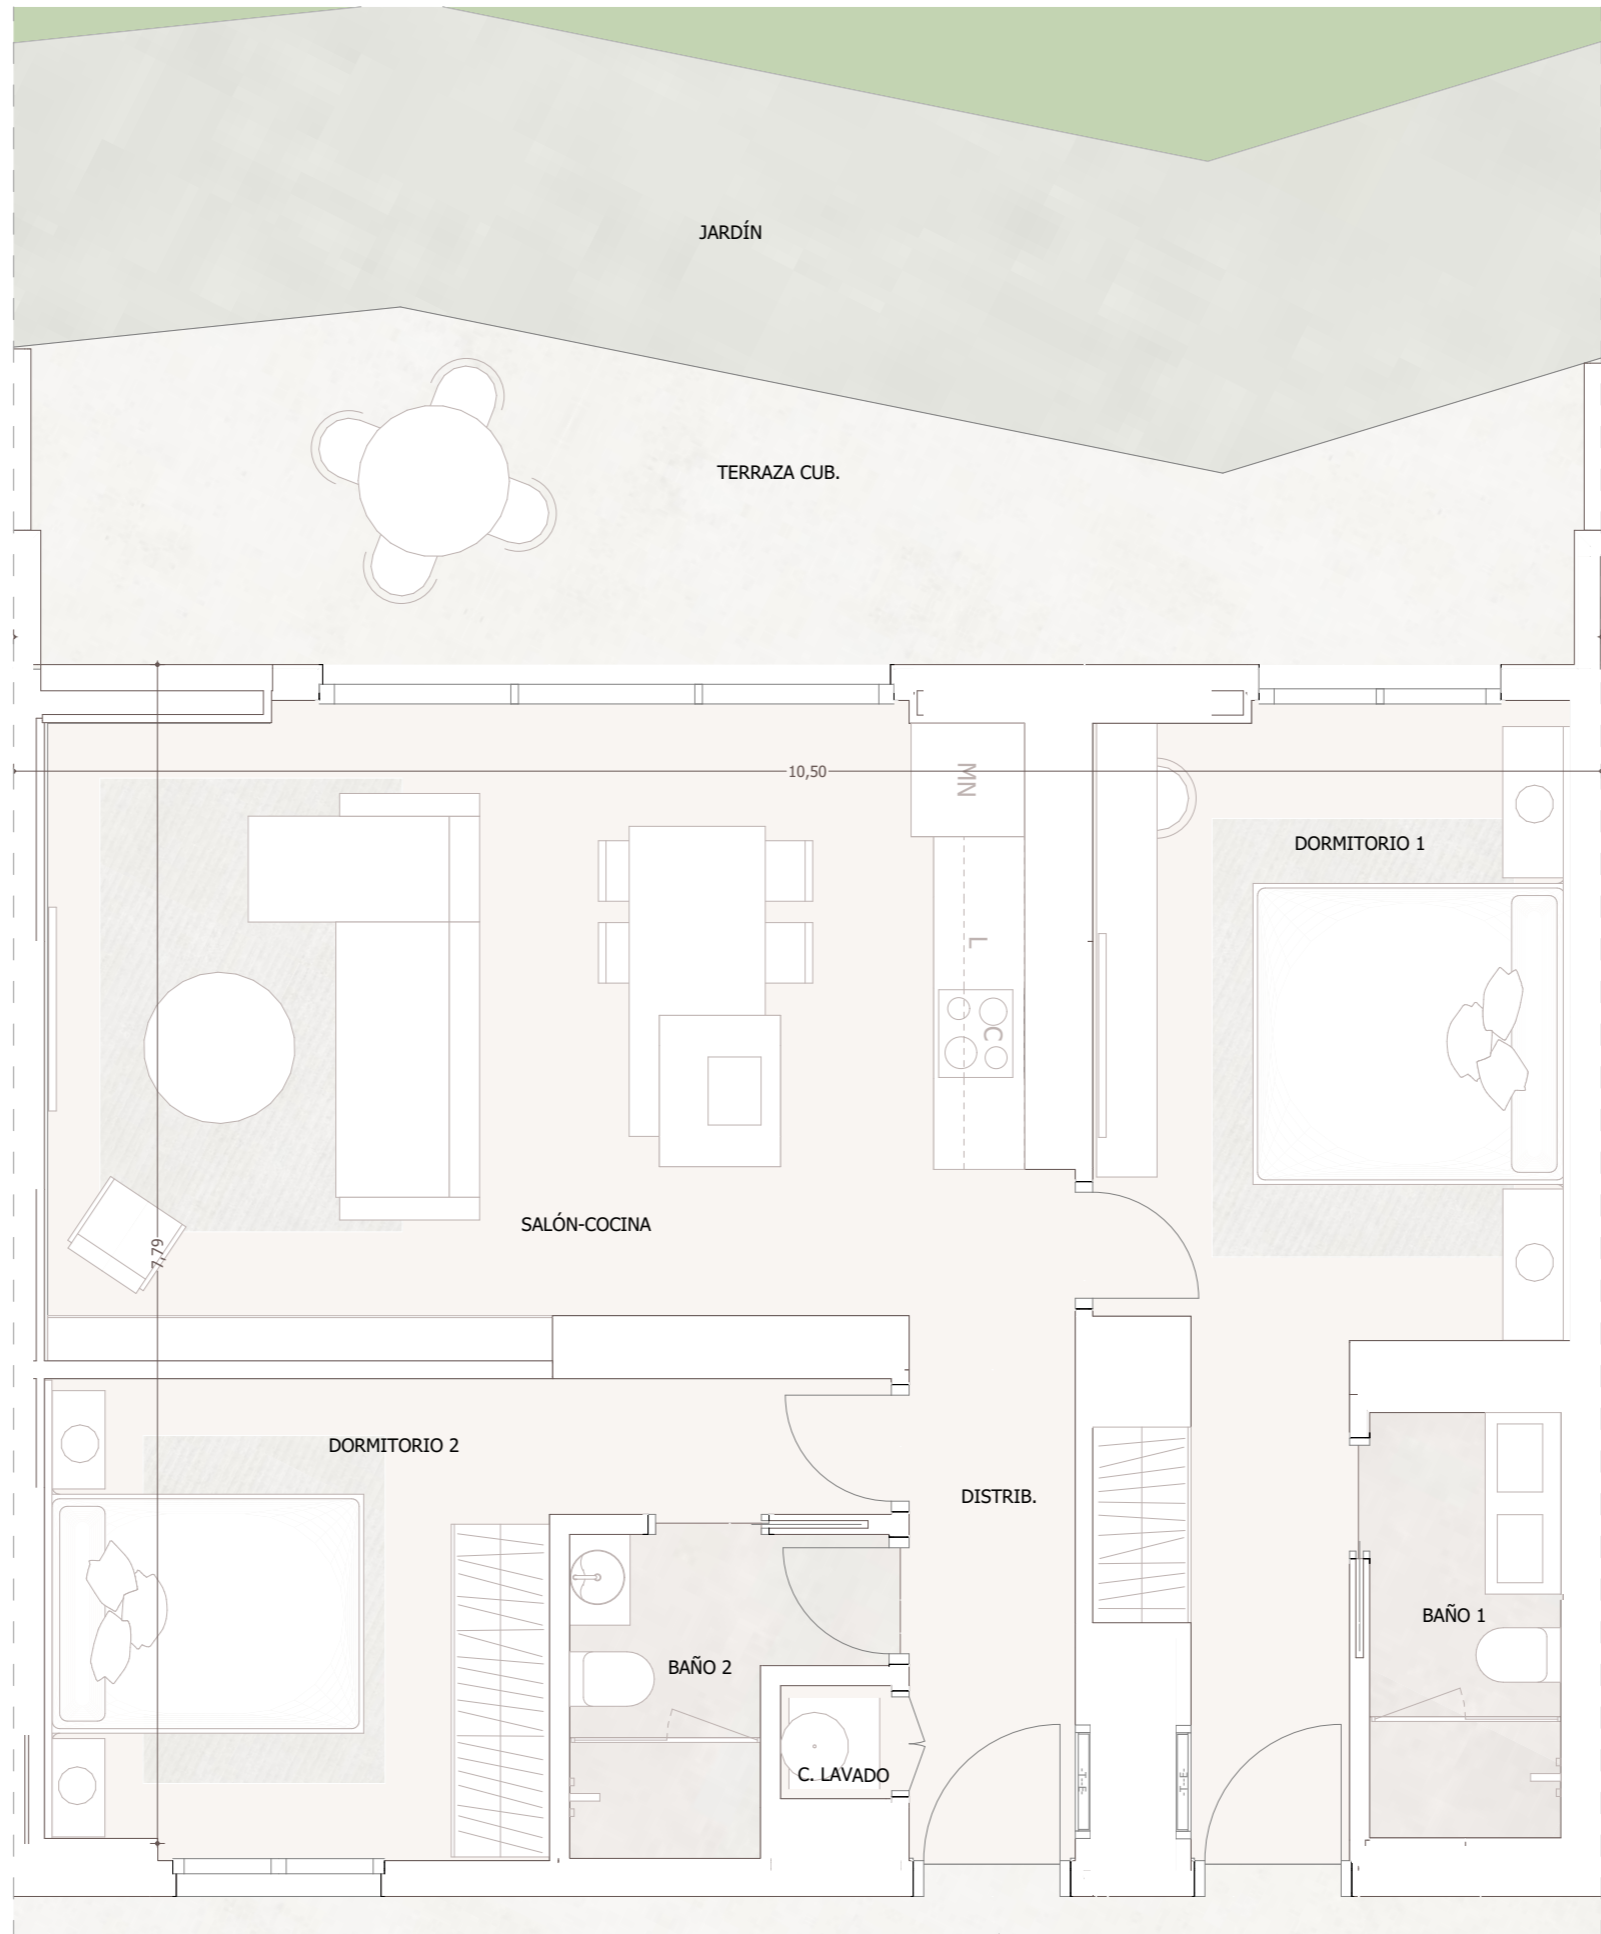 JARDÍN
TERRAZA CUB.
10,50
MN
DORMITORIO 1
L
C
SALÓN-COCINA
7,79
DORMITORIO 2
DISTRIB.
BAÑO 1
BAÑO 2
C. LAVADO
-T-E-
-T-E-